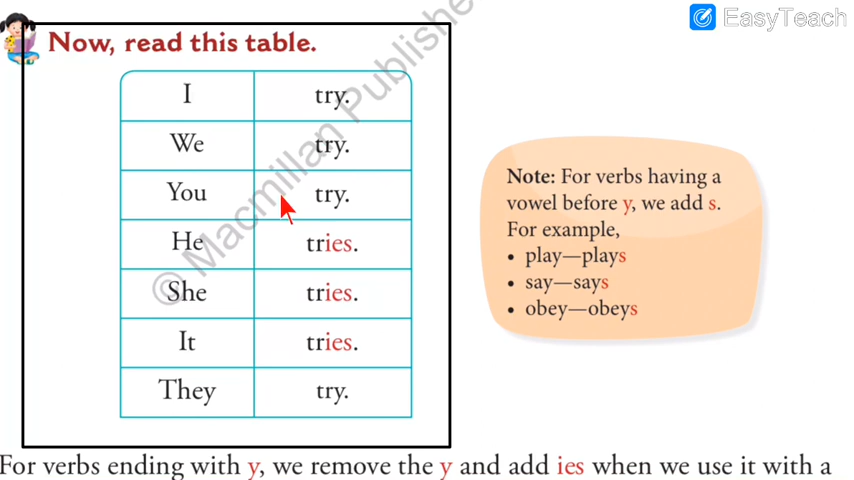 EasyTeach
Now, read this table.
I try.
We try.
You try.
He tries.
She tries.
It tries.
They try.
© Macmillan Publishe
Note: For verbs having a
vowel before y, we add s.
For example,
• play—plays
• say—says
• obey—obeys
For verbs ending with y, we remove the y and add ies when we use it with a